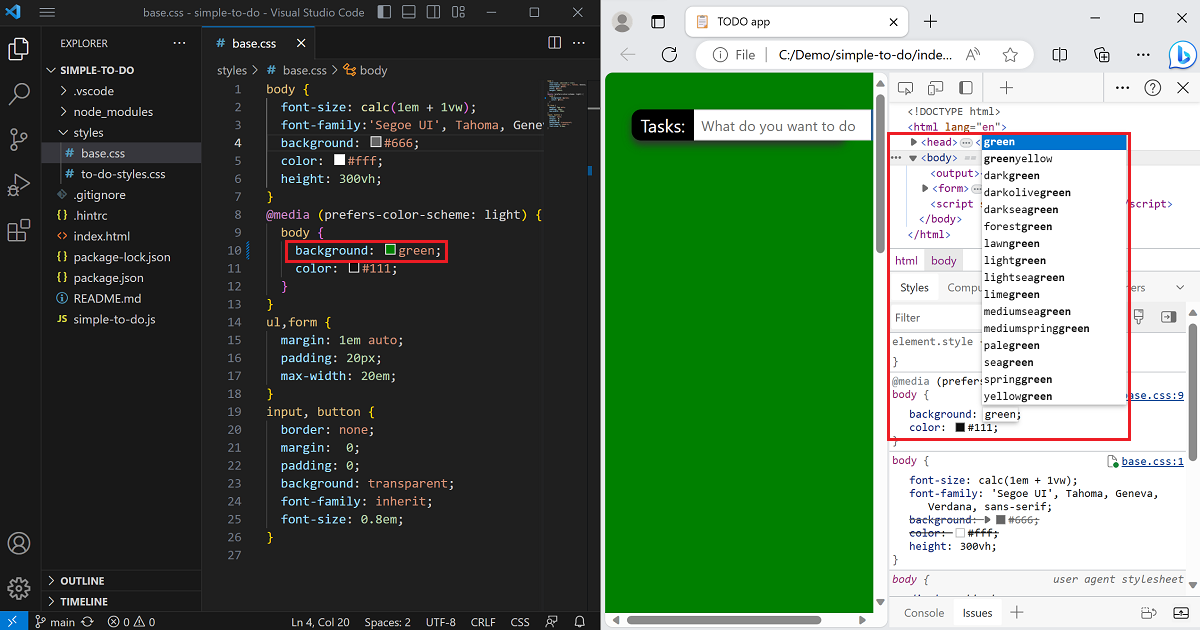 base.css - simple-to-do - Visual Studio Code
EXPLORER
SIMPLE-TO-DO
.vscode
node_modules
styles
# base.css
# to-do-styles.css
.gitignore
{} .hintrc
<> index.html
{} package-lock.json
{} package.json
README.md
JS simple-to-do.js
OUTLINE
TIMELINE
# base.css
styles > # base.css > body
1 body {
2 font-size: calc(1em + 1vw);
3 font-family:'Segoe UI', Tahoma, Genev
4 background: #666;
5 color: #fff;
6 height: 300vh;
7 }
8 @media (prefers-color-scheme: light) {
9 body {
10 background: green;
11 color: #111;
12 }
13 }
14 ul,form {
15 margin: 1em auto;
16 padding: 20px;
17 max-width: 20em;
18 }
19 input, button {
20 border: none;
21 margin: 0;
22 padding: 0;
23 background: transparent;
24 font-family: inherit;
25 font-size: 0.8em;
26 }
27
main 0 0 Ln 4, Col 20 Spaces: 2 UTF-8 CRLF CSS
TODO app
File C:/Demo/simple-to-do/inde...
Tasks: What do you want to do
<!DOCTYPE html>
<html lang="en">
<head> ... <
<body> ==
<output>
<form>
<script </script>
</body>
</html>
green
greenyellow
darkgreen
darkolivegreen
darkseagreen
forestgreen
lawngreen
lightgreen
lightseagreen
limegreen
mediumseagreen
mediumspringgreen
palegreen
seagreen
springgreen
yellowgreen
html body
Styles Compu ers
Filter
element.style
}
@media (prefers
body { base.css:9
background: green;
color: #111;
}
body { base.css:1
font-size: calc(1em + 1vw);
font-family: 'Segoe UI', Tahoma, Geneva,
Verdana, sans-serif;
background: #666;
color: #fff;
height: 300vh;
}
body { user agent stylesheet
Console Issues